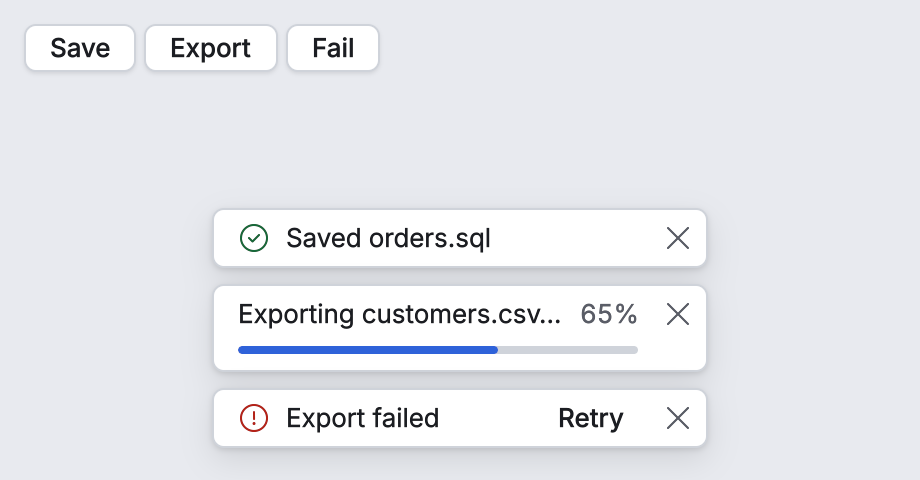 Save Export Fail
Saved orders.sql
Exporting customers.csv... 65%
Export failed Retry